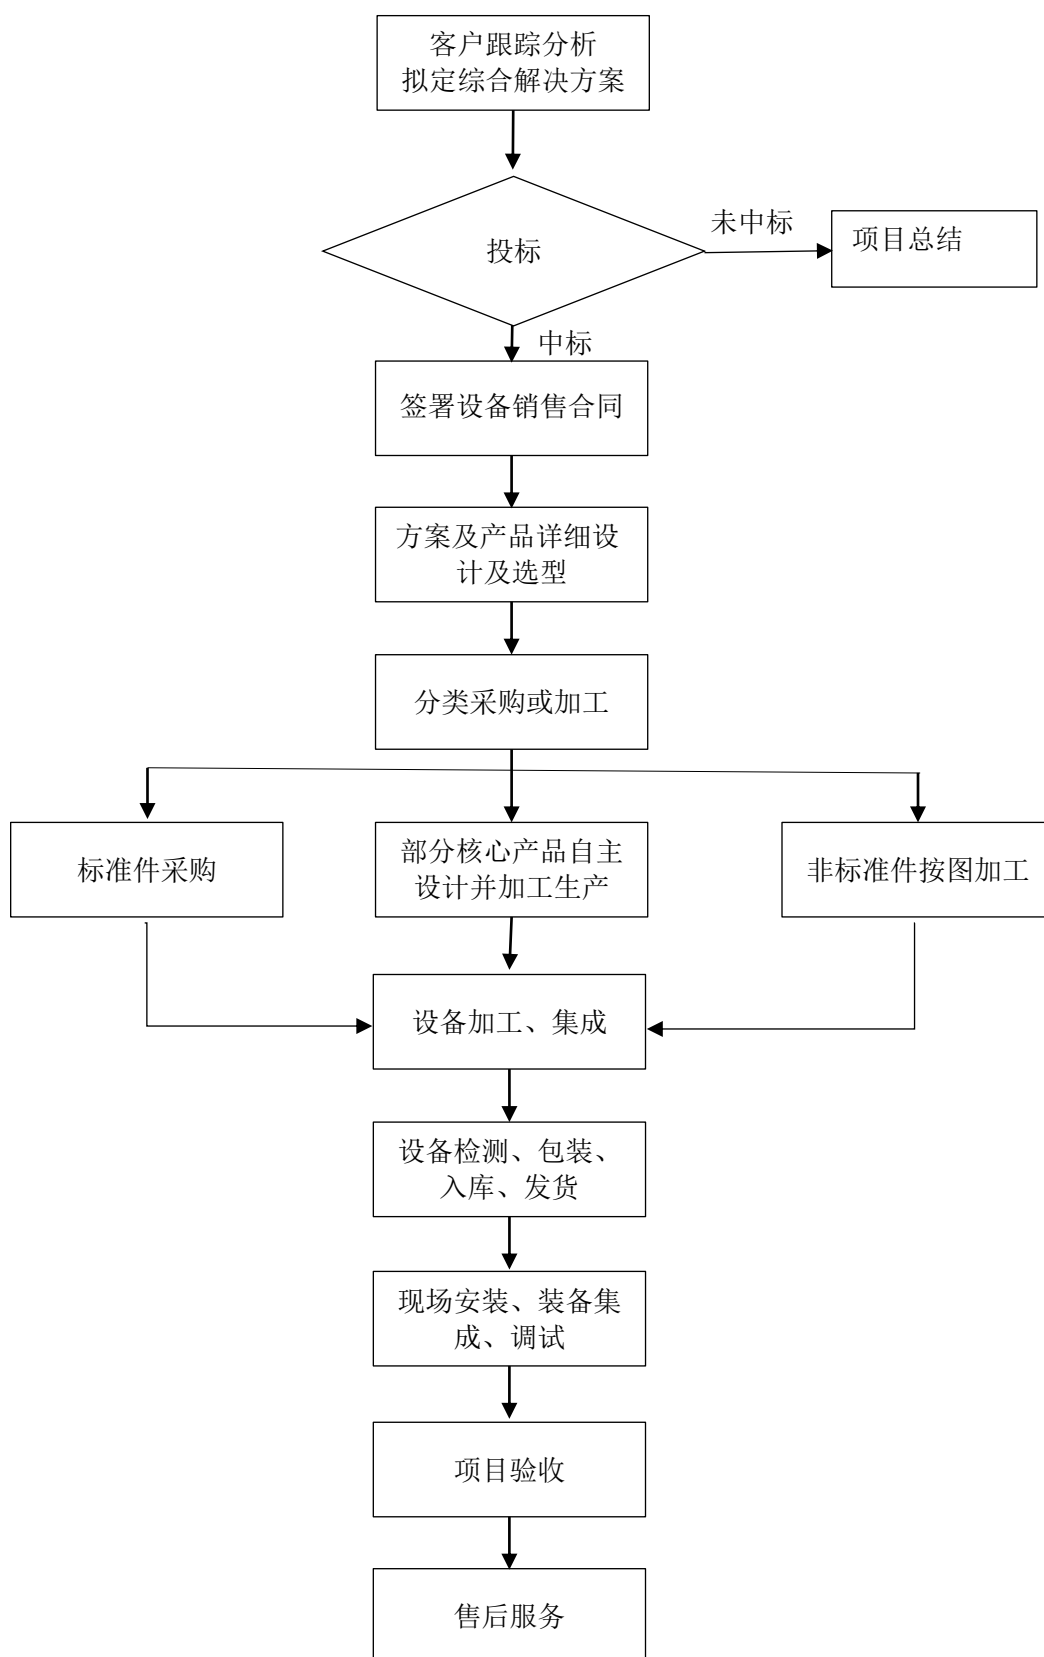 客户跟踪分析
拟定综合解决方案
未中标
项目总结
投标
中标
签署设备销售合同
方案及产品详细设
计及选型
分类采购或加工
标准件采购
部分核心产品自主
设计并加工生产
非标准件按图加工
设备加工、集成
设备检测、包装、
入库、发货
现场安装、装备集
成、调试
项目验收
售后服务